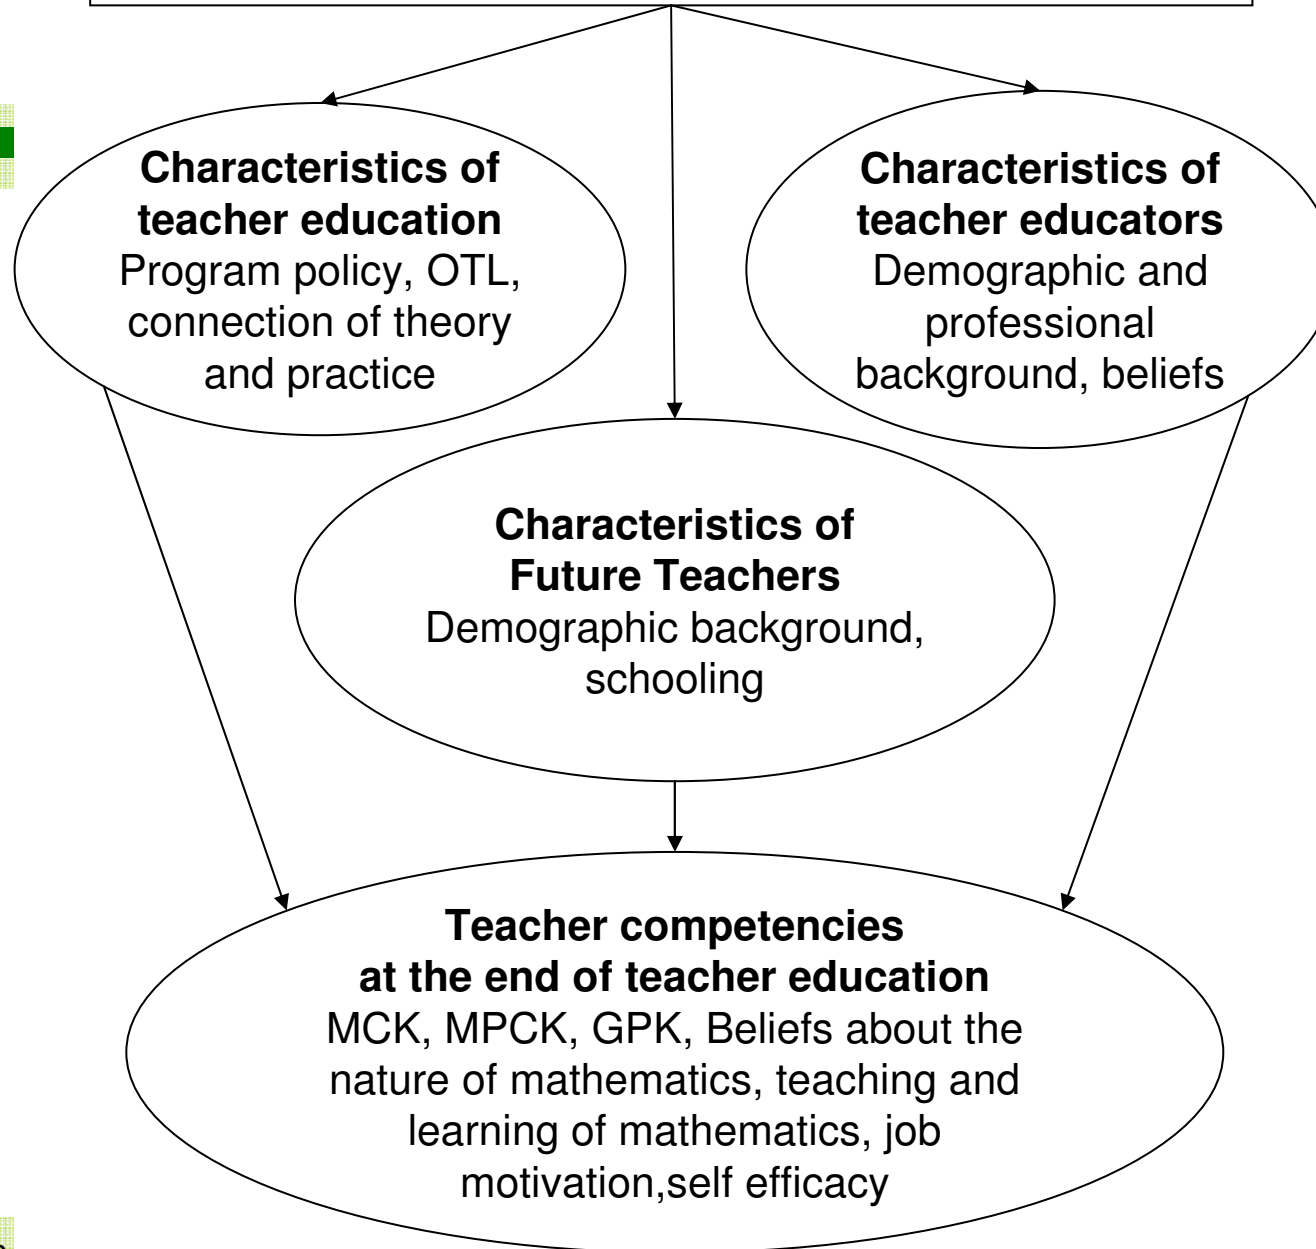 Characteristics of
teacher education
Program policy, OTL,
connection of theory
and practice
Characteristics of
teacher educators
Demographic and
professional
background, beliefs
Characteristics of
Future Teachers
Demographic background,
schooling
Teacher competencies
at the end of teacher education
MCK, MPCK, GPK, Beliefs about the
nature of mathematics, teaching and
learning of mathematics, job
motivation,self efficacy